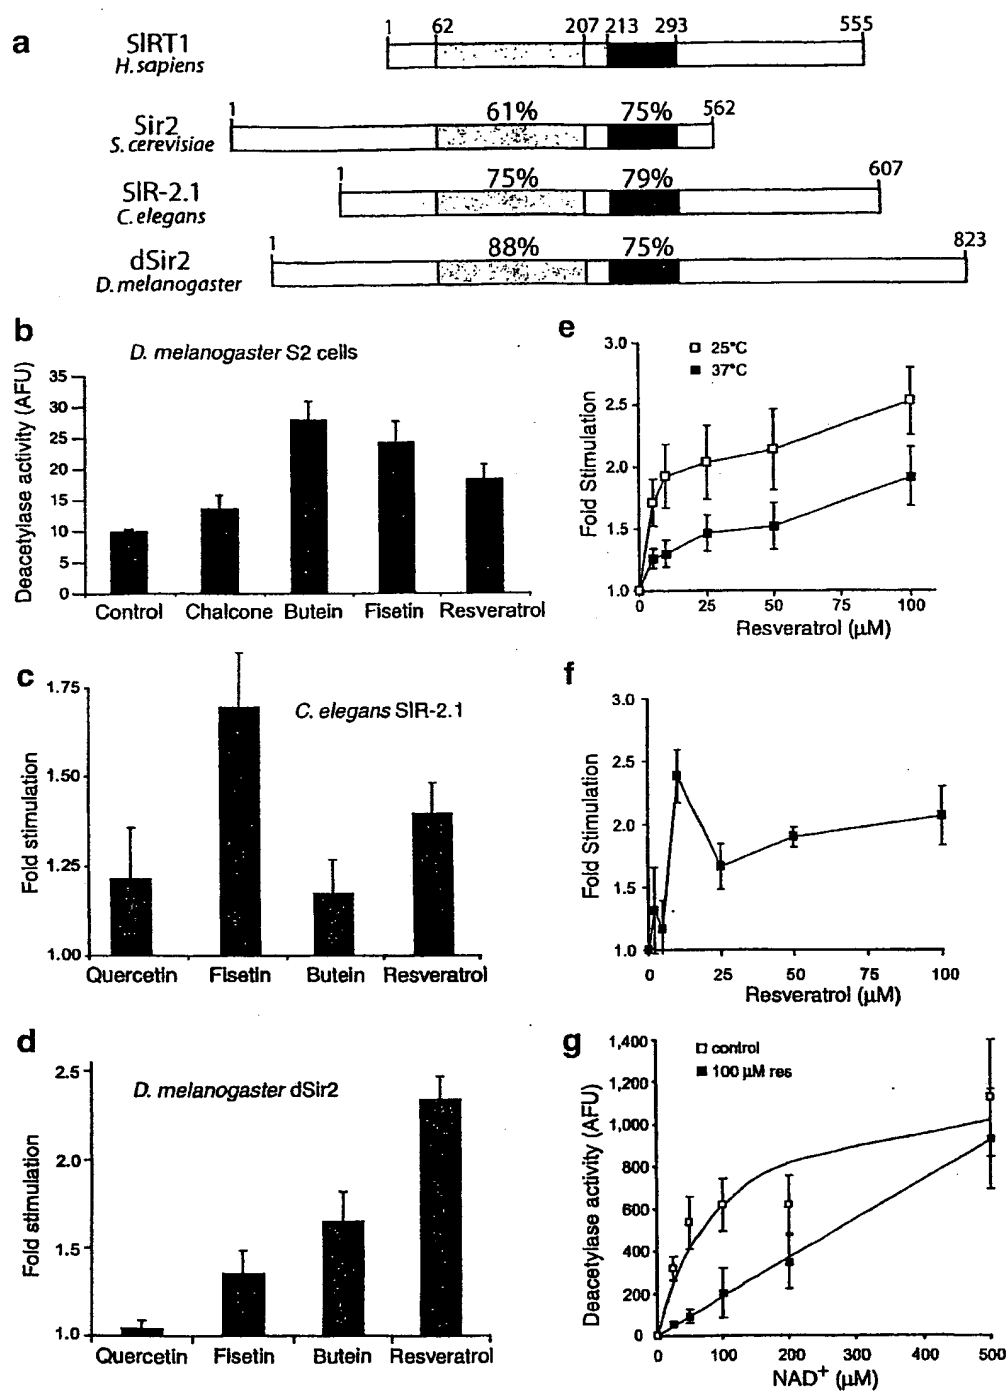 a
1 62 207 213 293 555
SIRT1
H. sapiens
1 61% 75% 562
Sir2
S. cerevisiae
1 75% 79% 607
SIR-2.1
C. elegans
1 88% 75% 823
dSir2
D. melanogaster
b
D. melanogaster S2 cells
Deacetylase activity (AFU)
35
30
25
20
15
10
5
0
Control Chalcone Butein Fisetin Resveratrol
c
C. elegans SIR-2.1
Fold stimulation
1.75
1.50
1.25
1.00
Quercetin Fisetin Butein Resveratrol
d
D. melanogaster dSir2
Fold stimulation
2.5
2.0
1.5
1.0
Quercetin Fisetin Butein Resveratrol
e
25°C
37°C
Fold Stimulation
3.0
2.5
2.0
1.5
1.0
0 25 50 75 100
Resveratrol (μM)
f
Fold Stimulation
3.0
2.5
2.0
1.5
1.0
0 25 50 75 100
Resveratrol (μM)
g
control
100 μM res
Deacetylase activity (AFU)
1,400
1,200
1,000
800
600
400
200
0
0 100 200 300 400 500
NAD+ (μM)